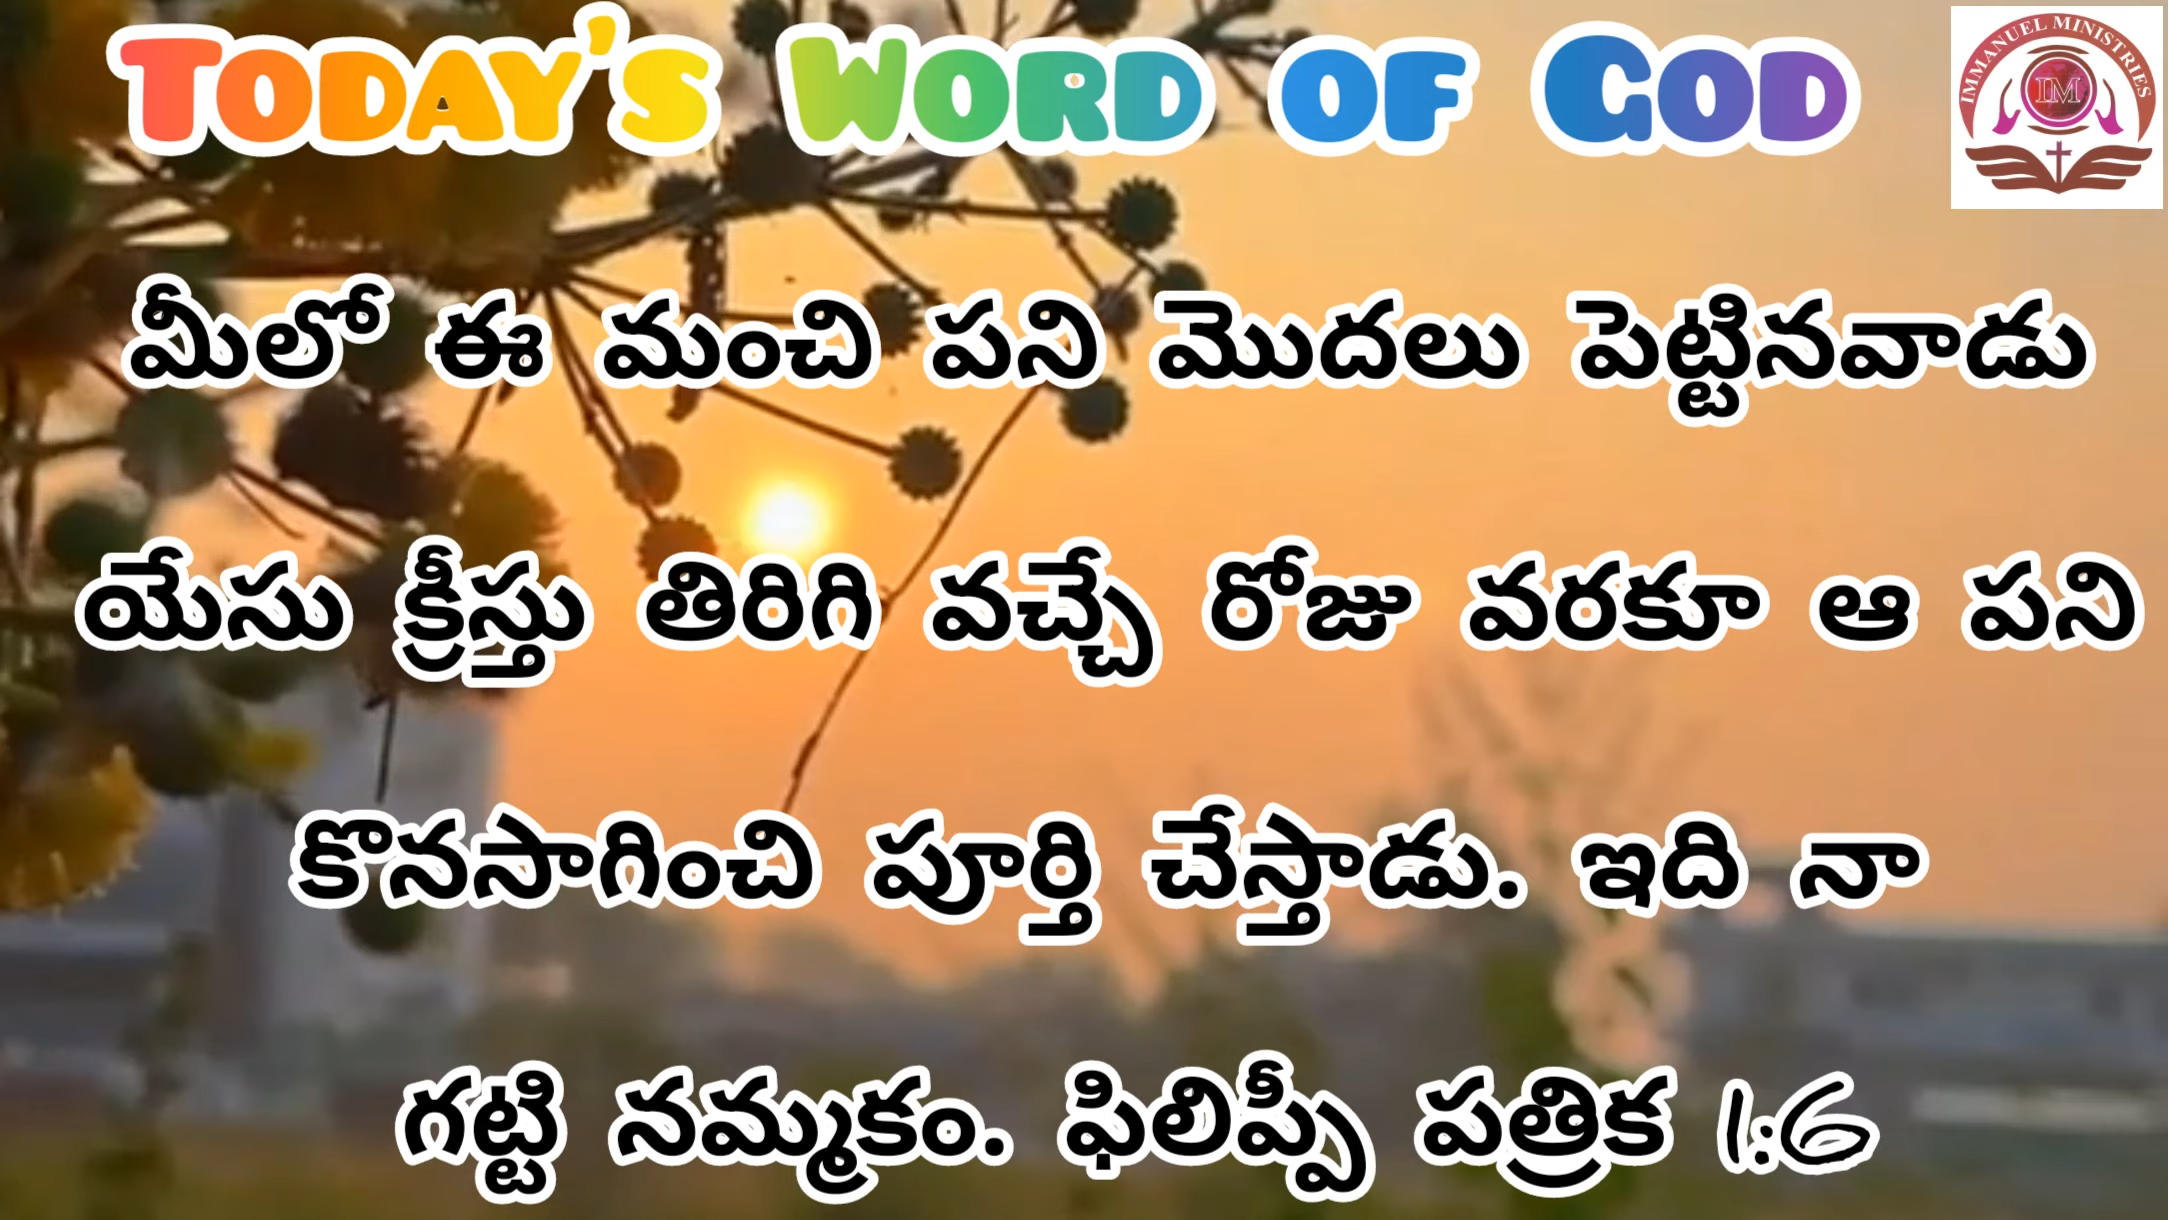 Today's Word of God
IMMANUEL MINISTRIES
IM
మీలో ఈ మంచి పని మొదలు పెట్టినవాడు
యేసు క్రీస్తు తిరిగి వచ్చే రోజు వరకూ ఆ పని
కొనసాగించి పూర్తి చేస్తాడు. ఇది నా
గట్టి నమ్మకం. ఫిలిప్పీ పత్రిక 1:6